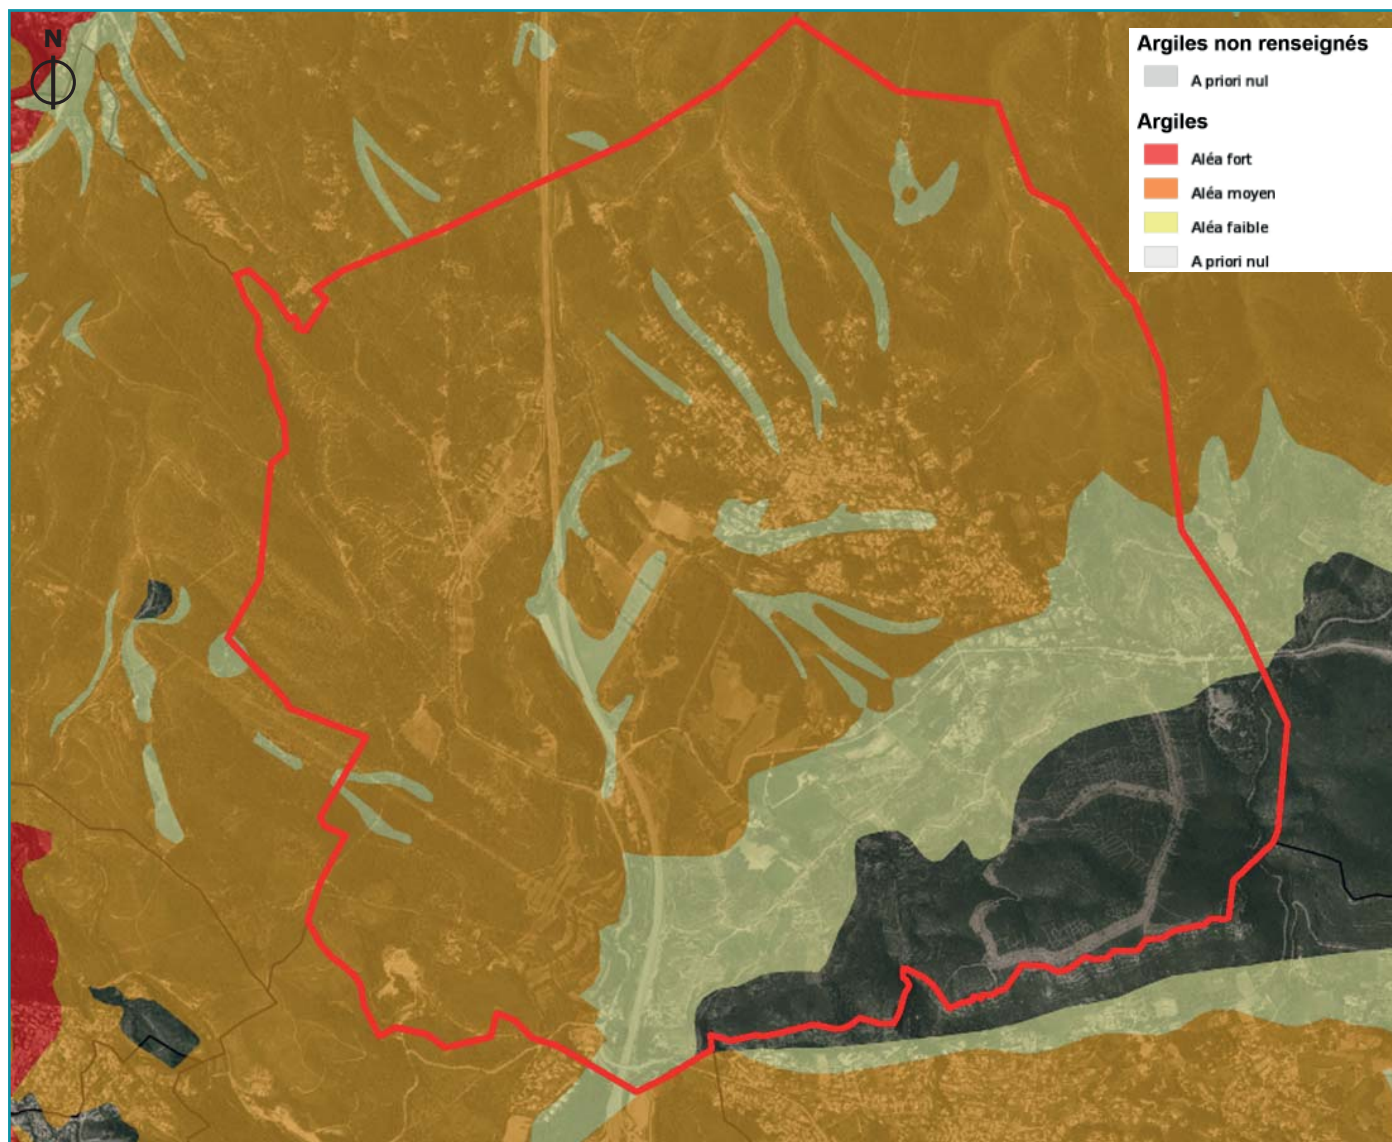 N
Argiles non renseignés
A priori nul
Argiles
Aléa fort
Aléa moyen
Aléa faible
A priori nul